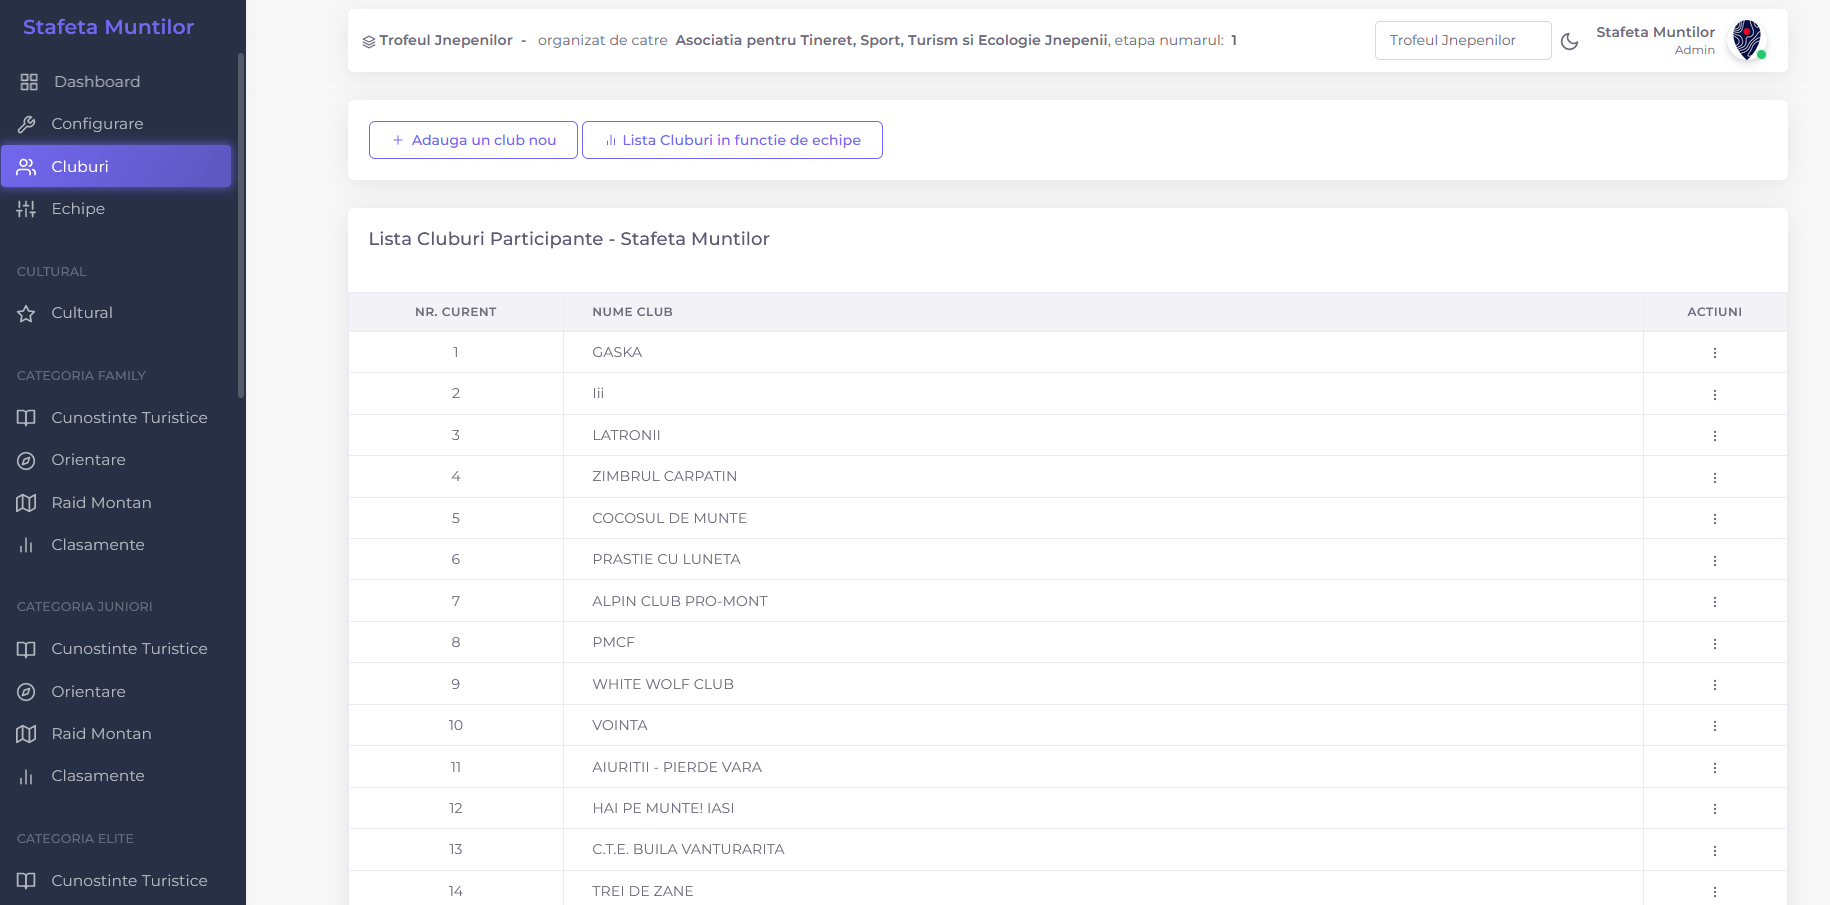 Stafeta Muntilor
Dashboard
Configurare
Cluburi
Echipe
CULTURAL
Cultural
CATEGORIA FAMILY
Cunostinte Turistice
Orientare
Raid Montan
Clasamente
CATEGORIA JUNIORI
Cunostinte Turistice
Orientare
Raid Montan
Clasamente
CATEGORIA ELITE
Cunostinte Turistice
Trofeul Jnepenilor - organizat de catre Asociatia pentru Tineret, Sport, Turism si Ecologie Jnepenii, etapa numarul: 1
Trofeul Jnepenilor
Stafeta Muntilor
Admin
Adauga un club nou
Lista Cluburi in functie de echipe
Lista Cluburi Participante - Stafeta Muntilor
NR. CURENT NUME CLUB ACTIUNI
1 GASKA
2 Iii
3 LATRONII
4 ZIMBRUL CARPATIN
5 COCOSUL DE MUNTE
6 PRASTIE CU LUNETA
7 ALPIN CLUB PRO-MONT
8 PMCF
9 WHITE WOLF CLUB
10 VOINTA
11 AIURITII - PIERDE VARA
12 HAI PE MUNTE! IASI
13 C.T.E. BUILA VANTURARITA
14 TREI DE ZANE